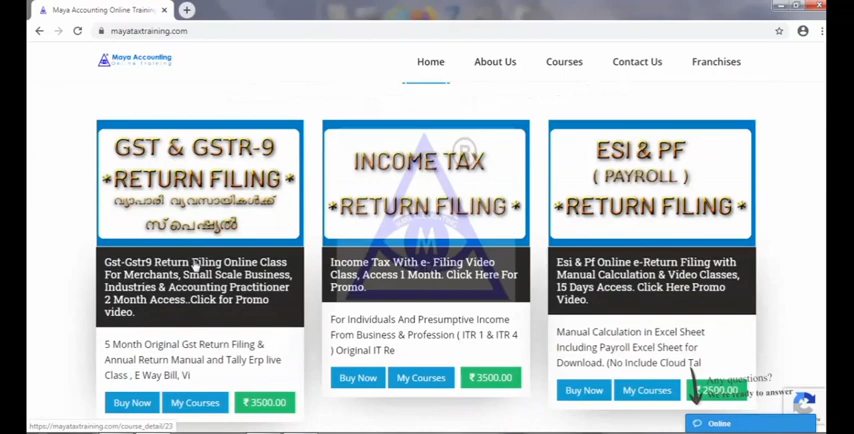 Maya Accounting Online Trainin
mayataxtraining.com
Maya Accounting
Online Training
Home
About Us
Courses
Contact Us
Franchises
GST & GSTR-9
*RETURN FILING*
വ്യാപാരി വ്യവസായികൾക്ക്
സ്പെഷ്യൽ
Gst-Gstr9 Return Filing Online Class
For Merchants, Small Scale Business,
Industries & Accounting Practitioner
2 Month Access..Click for Promo
video.
5 Month Original Gst Return Filing &
Annual Return Manual and Tally Erp live
Class , E Way Bill, Vi
Buy Now
My Courses
₹ 3500.00
INCOME TAX
*RETURN FILING*
Income Tax With e- Filing Video
Class, Access 1 Month. Click Here For
Promo.
For Individuals And Presumptive Income
From Business & Profession ( ITR 1 & ITR 4
) Original IT Re
Buy Now
My Courses
₹ 3500.00
ESI & PF
( PAYROLL )
*RETURN FILING*
Esi & Pf Online e-Return Filing with
Manual Calculation & Video Classes,
15 Days Access. Click Here Promo
Video.
Manual Calculation in Excel Sheet
Including Payroll Excel Sheet for
Download. (No Include Cloud Tal
Buy Now
My Courses
₹ 2500.00
Any questions?
We're ready to answer
Online
https://mayataxtraining.com/course_detail/23